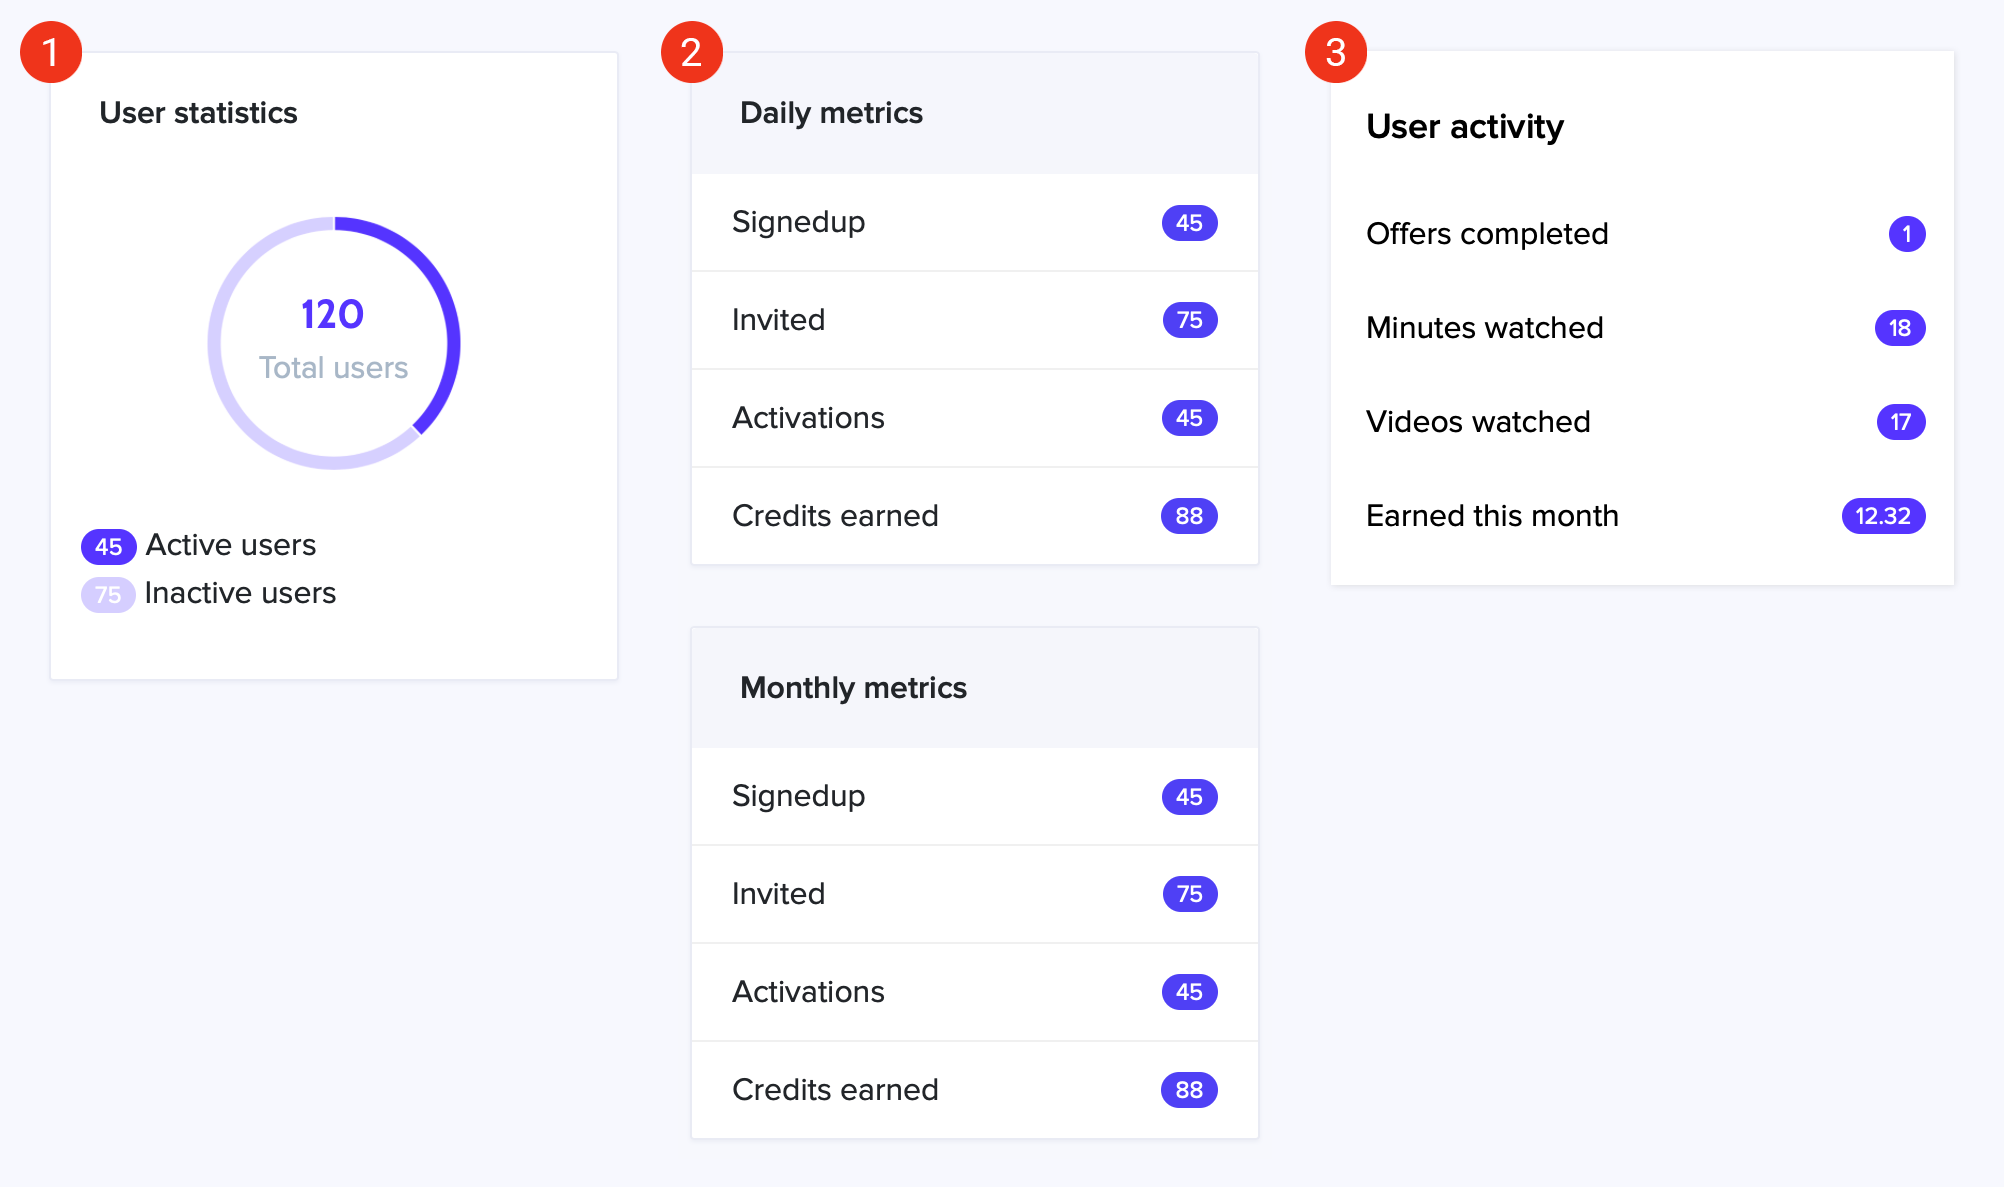 1
User statistics
120
Total users
45 Active users
75 Inactive users
2
Daily metrics
Signedup 45
Invited 75
Activations 45
Credits earned 88
Monthly metrics
Signedup 45
Invited 75
Activations 45
Credits earned 88
3
User activity
Offers completed 1
Minutes watched 18
Videos watched 17
Earned this month 12.32